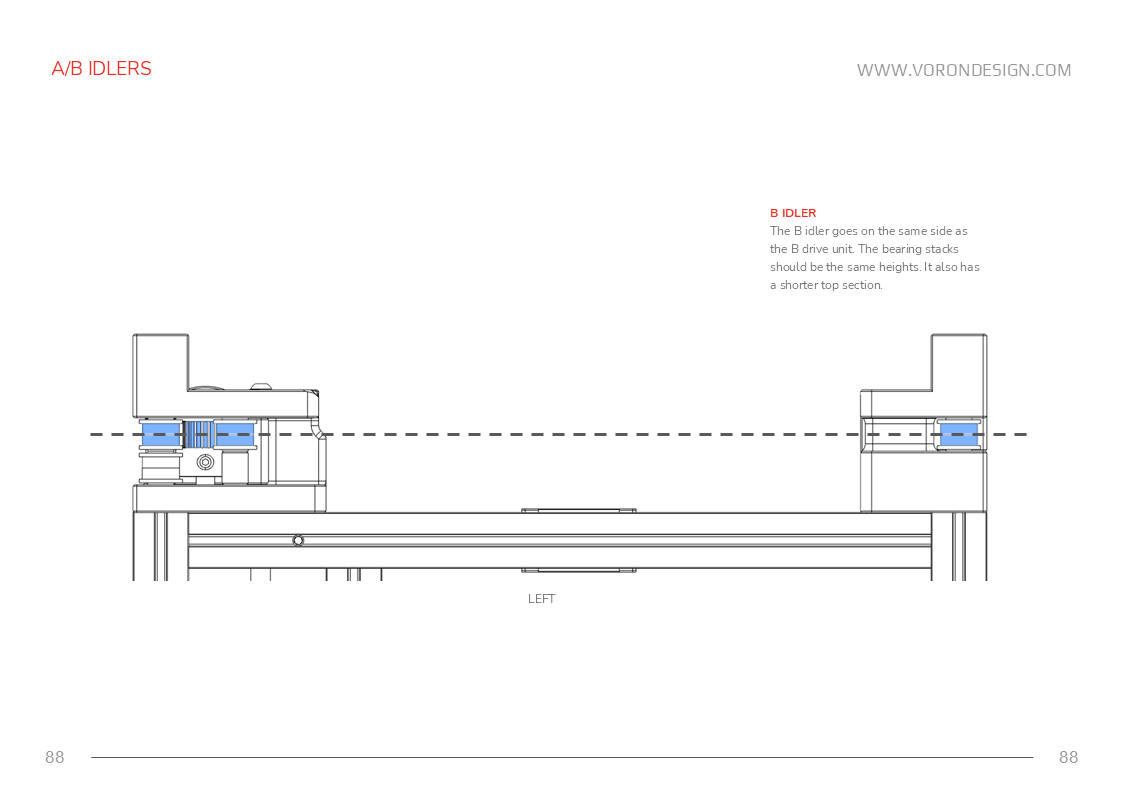 A/B IDLERS
WWW.VORONDESIGN.COM
B IDLER
The B idler goes on the same side as
the B drive unit. The bearing stacks
should be the same heights. It also has
a shorter top section.
LEFT
88
88